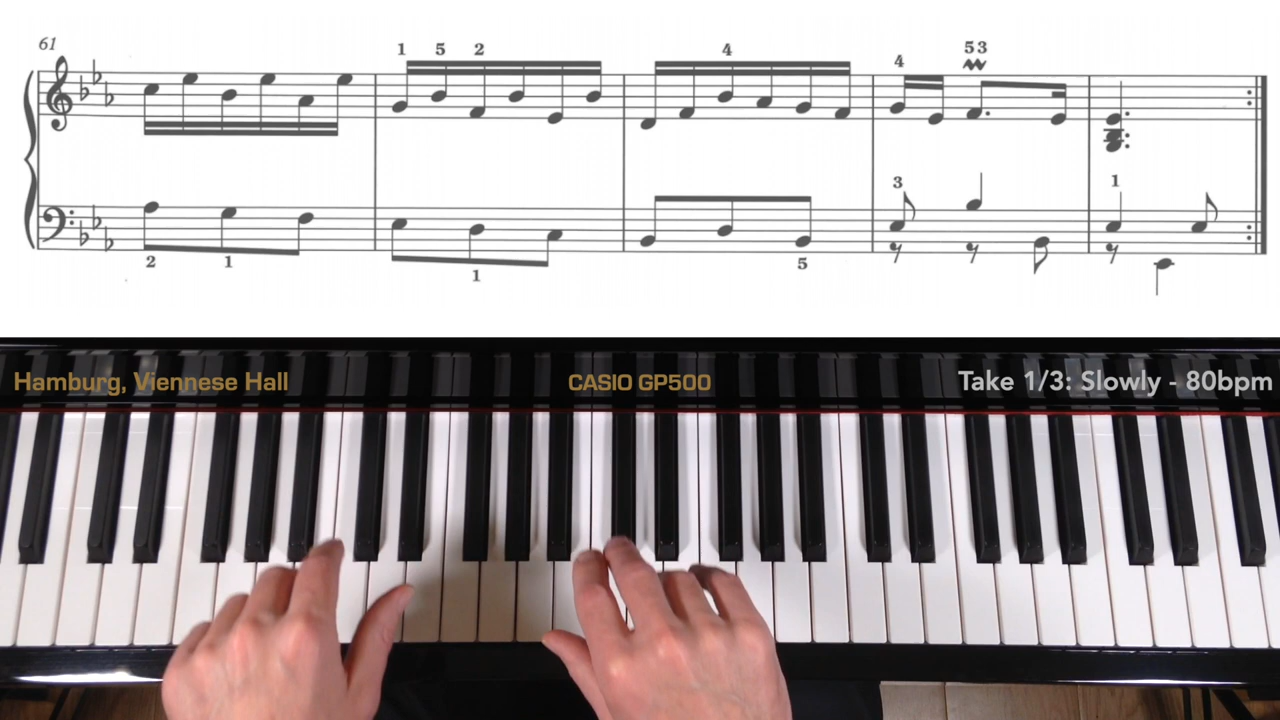 61
1 5 2
4
4
53
3
1
2 1
1
5
Hamburg, Viennese Hall
CASIO GP500
Take 1/3: Slowly - 80bpm